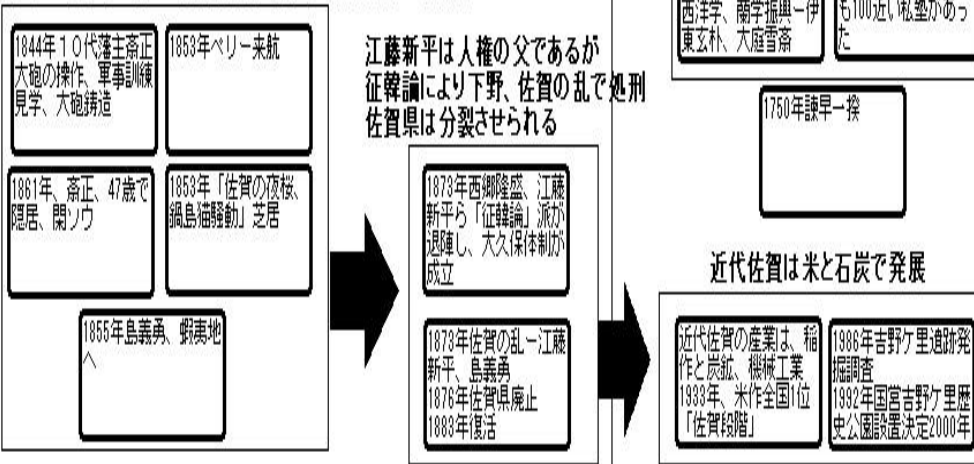 1844年１０代藩主斎正
大砲の操作、軍事訓練
見学、大砲鋳造
1853年ペリー来航
1861年、斎正、47歳で
隠居、閑ソウ
1853年「佐賀の夜桜、
鍋島猫騒動」芝居
1855年島義勇、蝦夷地
へ
江藤新平は人権の父であるが
征韓論により下野、佐賀の乱で処刑
佐賀県は分裂させられる
1873年西郷隆盛、江藤
新平ら「征韓論」派が
退陣し、大久保体制が
成立
1873年佐賀の乱－江藤
新平、島義勇
1876年佐賀県廃止
1883年復活
西洋学、蘭学振興－伊
東玄朴、大庭雪斎
も100近い私塾があっ
た
1750年諫早一揆
近代佐賀は米と石炭で発展
近代佐賀の産業は、稲
作と炭鉱、機械工業
1933年、米作全国1位
「佐賀段階」
1986年吉野ケ里遺跡発
掘調査
1992年国営吉野ケ里歴
史公園設置決定2000年